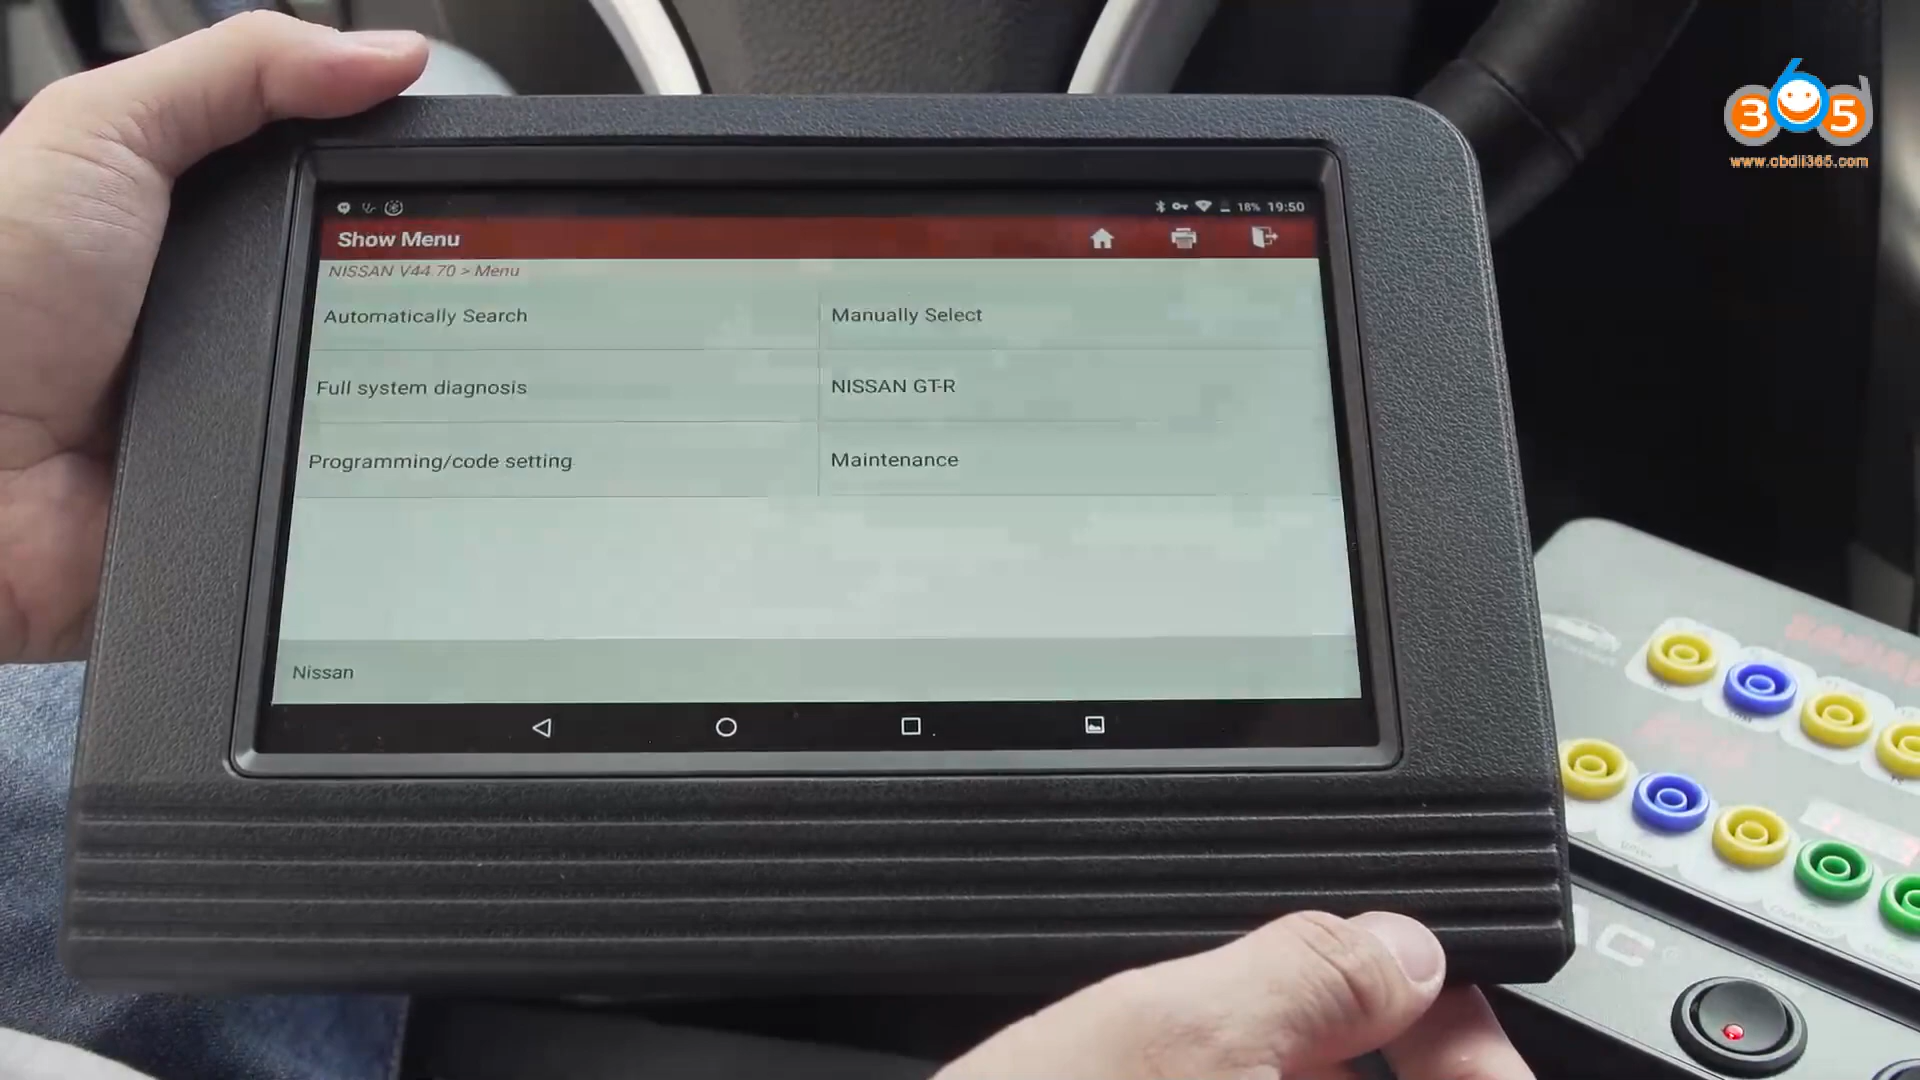 365
www.obdii365.com
18% 19:50
Show Menu
NISSAN V44.70 > Menu
Automatically Search
Manually Select
Full system diagnosis
NISSAN GT-R
Programming/code setting
Maintenance
Nissan